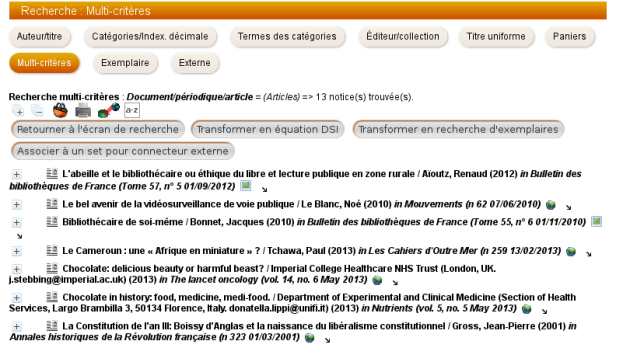 Recherche : Multi-critères
Auteur/titre Catégories/Index. décimale Termes des catégories Éditeur/collection Titre uniforme Paniers
Multi-critères Exemplaire Externe
Recherche multi-critères : Document/périodique/article = (Articles) => 13 notice(s) trouvée(s).
a-z
Retourner à l'écran de recherche Transformer en équation DSI Transformer en recherche d'exemplaires
Associer à un set pour connecteur externe
L'abeille et le bibliothécaire ou éthique du libre et lecture publique en zone rurale / Aïoutz, Renaud (2012) in Bulletin des
bibliothèques de France (Tome 57, n° 5 01/09/2012)
Le bel avenir de la vidéosurveillance de voie publique / Le Blanc, Noé (2010) in Mouvements (n 62 07/06/2010)
Bibliothécaire de soi-même / Bonnet, Jacques (2010) in Bulletin des bibliothèques de France (Tome 55, n° 6 01/11/2010)
Le Cameroun : une « Afrique en miniature » ? / Tchawa, Paul (2013) in Les Cahiers d'Outre Mer (n 259 13/02/2013)
Chocolate: delicious beauty or harmful beast? / Imperial College Healthcare NHS Trust (London, UK.
j.stebbing@imperial.ac.uk) (2013) in The lancet oncology (vol. 14, no. 6 May 2013)
Chocolate in history: food, medicine, medi-food. / Department of Experimental and Clinical Medicine (Section of Health
Services, Largo Brambilla 3, 50134 Florence, Italy. donatella.lippi@unifi.it) (2013) in Nutrients (vol. 5, no. 5 May 2013)
La Constitution de l'an III: Boissy d'Anglas et la naissance du libéralisme constitutionnel / Gross, Jean-Pierre (2001) in
Annales historiques de la Révolution française (n 323 01/03/2001)